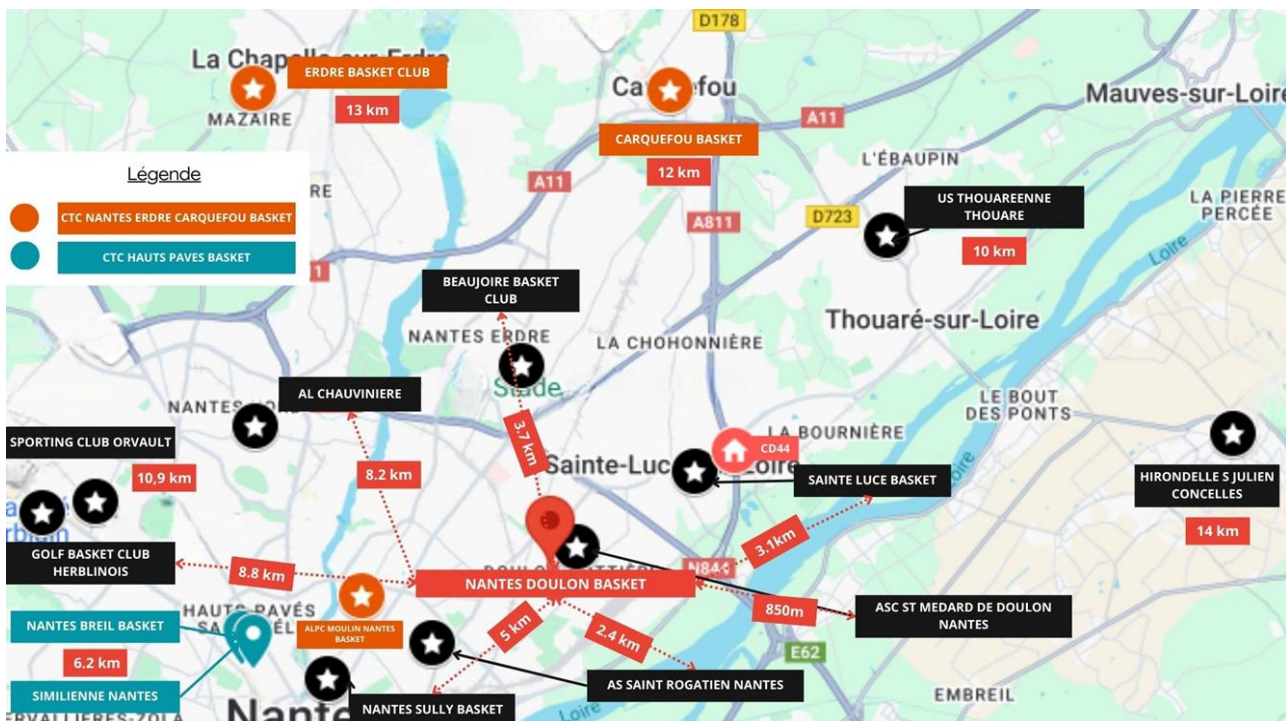 D178
La Chapelle-sur-Erdre
ERDRE BASKET CLUB
MAZAIRE
13 km
Carquefou
A11
Mauves-sur-Loire
CARQUEFOU BASKET
12 km
L'ÉBAUPIN
A11
Légende
CTC NANTES ERDRE CARQUEFOU BASKET
CTC HAUTS PAVES BASKET
US THOUAREENNE
THOUARE
10 km
LA PIERRE
PERCÉE
D723
A811
Loire
BEAUJOIRE BASKET
CLUB
NANTES ERDRE
Stade
LA CHOHONNIÈRE
Thouaré-sur-Loire
AL CHAUVINIERE
LE BOUT
DES PONTS
SPORTING CLUB ORVAULT
10,9 km
8.2 km
3.7 km
LA BOURNIÈRE
CD44
SAINTE LUCE BASKET
Loire
HIRONDELLE S JULIEN
CONCELLES
14 km
GOLF BASKET CLUB
HERBLINOIS
8.8 km
NANTES DOULON BASKET
N844
3.1km
HAUTS PAVÉS
NANTES BREIL BASKET
6.2 km
SIMILIENNE NANTES
ALPC MOULIN NANTES
BASKET
5 km
2.4 km
850m
ASC ST MEDARD DE DOULON
NANTES
E62
AS SAINT ROGATIEN NANTES
NANTES SULLY BASKET
EMBREIL
Loire